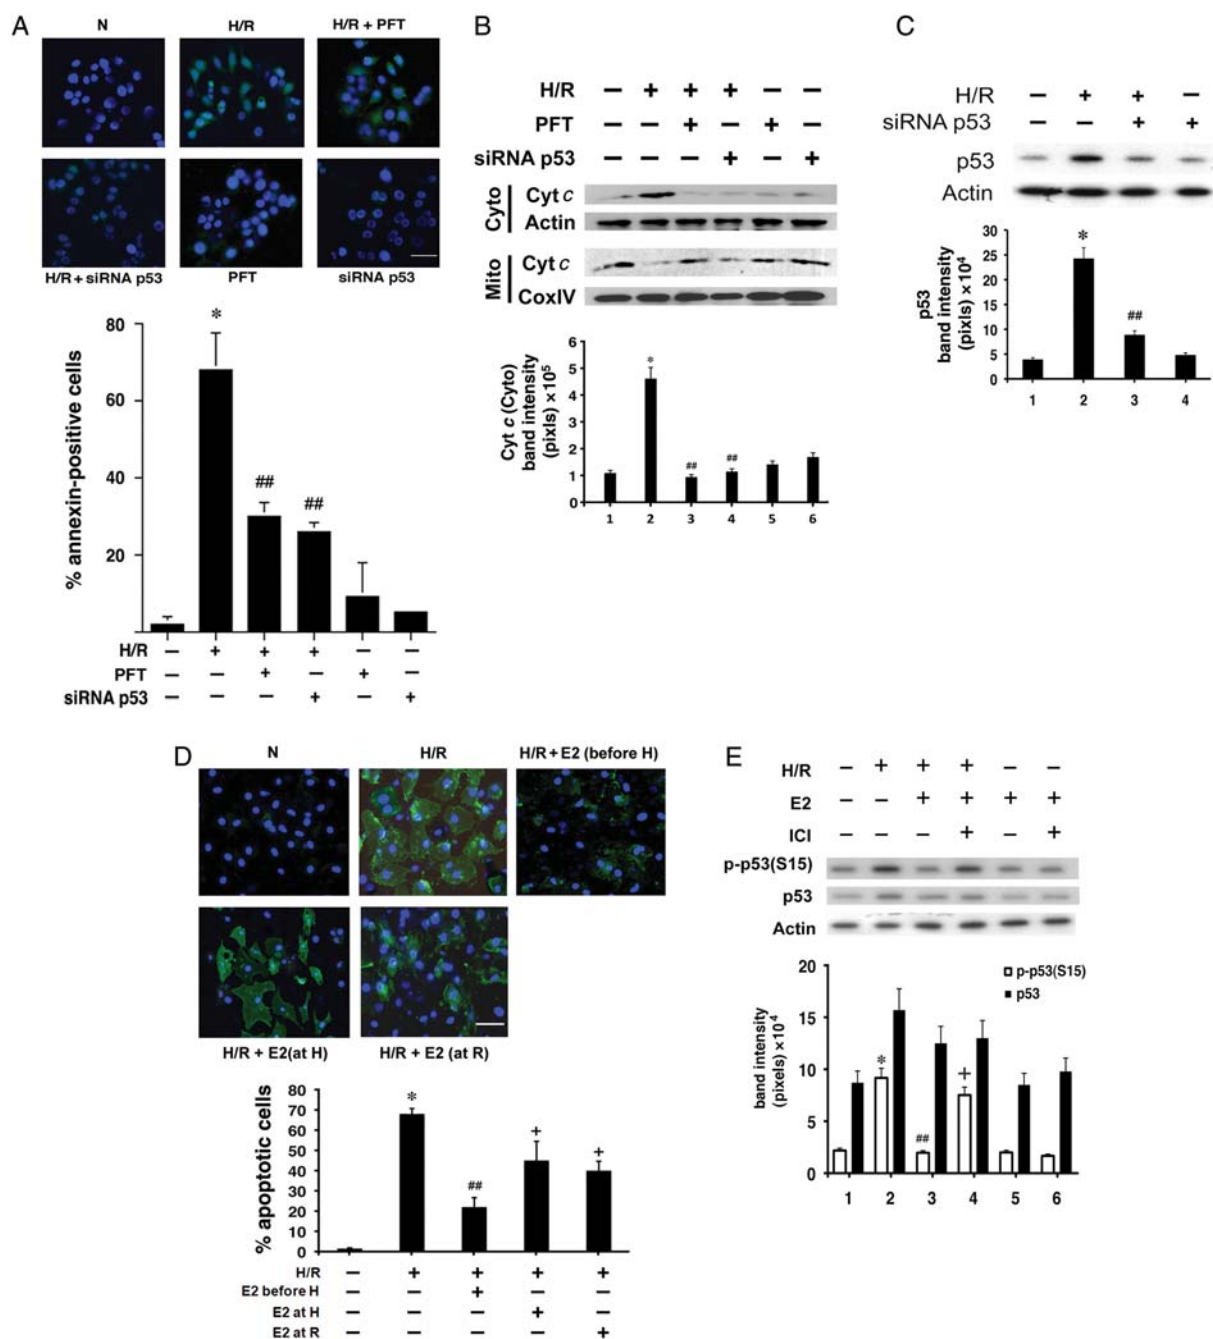 A
N H/R H/R + PFT
H/R + siRNA p53 PFT siRNA p53
% annexin-positive cells
80
60
40
20
*
##
##
H/R – + + + – –
PFT – – + – + –
siRNA p53 – – – + – +
B
H/R – + + + – –
PFT – – + – + –
siRNA p53 – – – + – +
Cyto
Cyt c
Actin
Mito
Cyt c
CoxIV
Cyt c (Cyto)
band intensity
(pixls) ×10⁵
6
5
4
3
2
1
0
*
##
##
1 2 3 4 5 6
C
H/R – + + –
siRNA p53 – – + +
p53
Actin
p53
band intensity
(pixls) ×10⁴
30
25
20
15
10
5
0
*
##
1 2 3 4
D
N H/R H/R + E2 (before H)
H/R + E2(at H) H/R + E2 (at R)
% apoptotic cells
80
70
60
50
40
30
20
10
0
*
##
+
+
H/R – + + + +
E2 before H – – + – –
E2 at H – – – + –
E2 at R – – – – +
E
H/R – + + + – –
E2 – – + + + +
ICI – – – + – +
p-p53(S15)
p53
Actin
band intensity
(pixels) ×10⁴
20
15
10
5
0
p-p53(S15)
p53
*
##
+
1 2 3 4 5 6